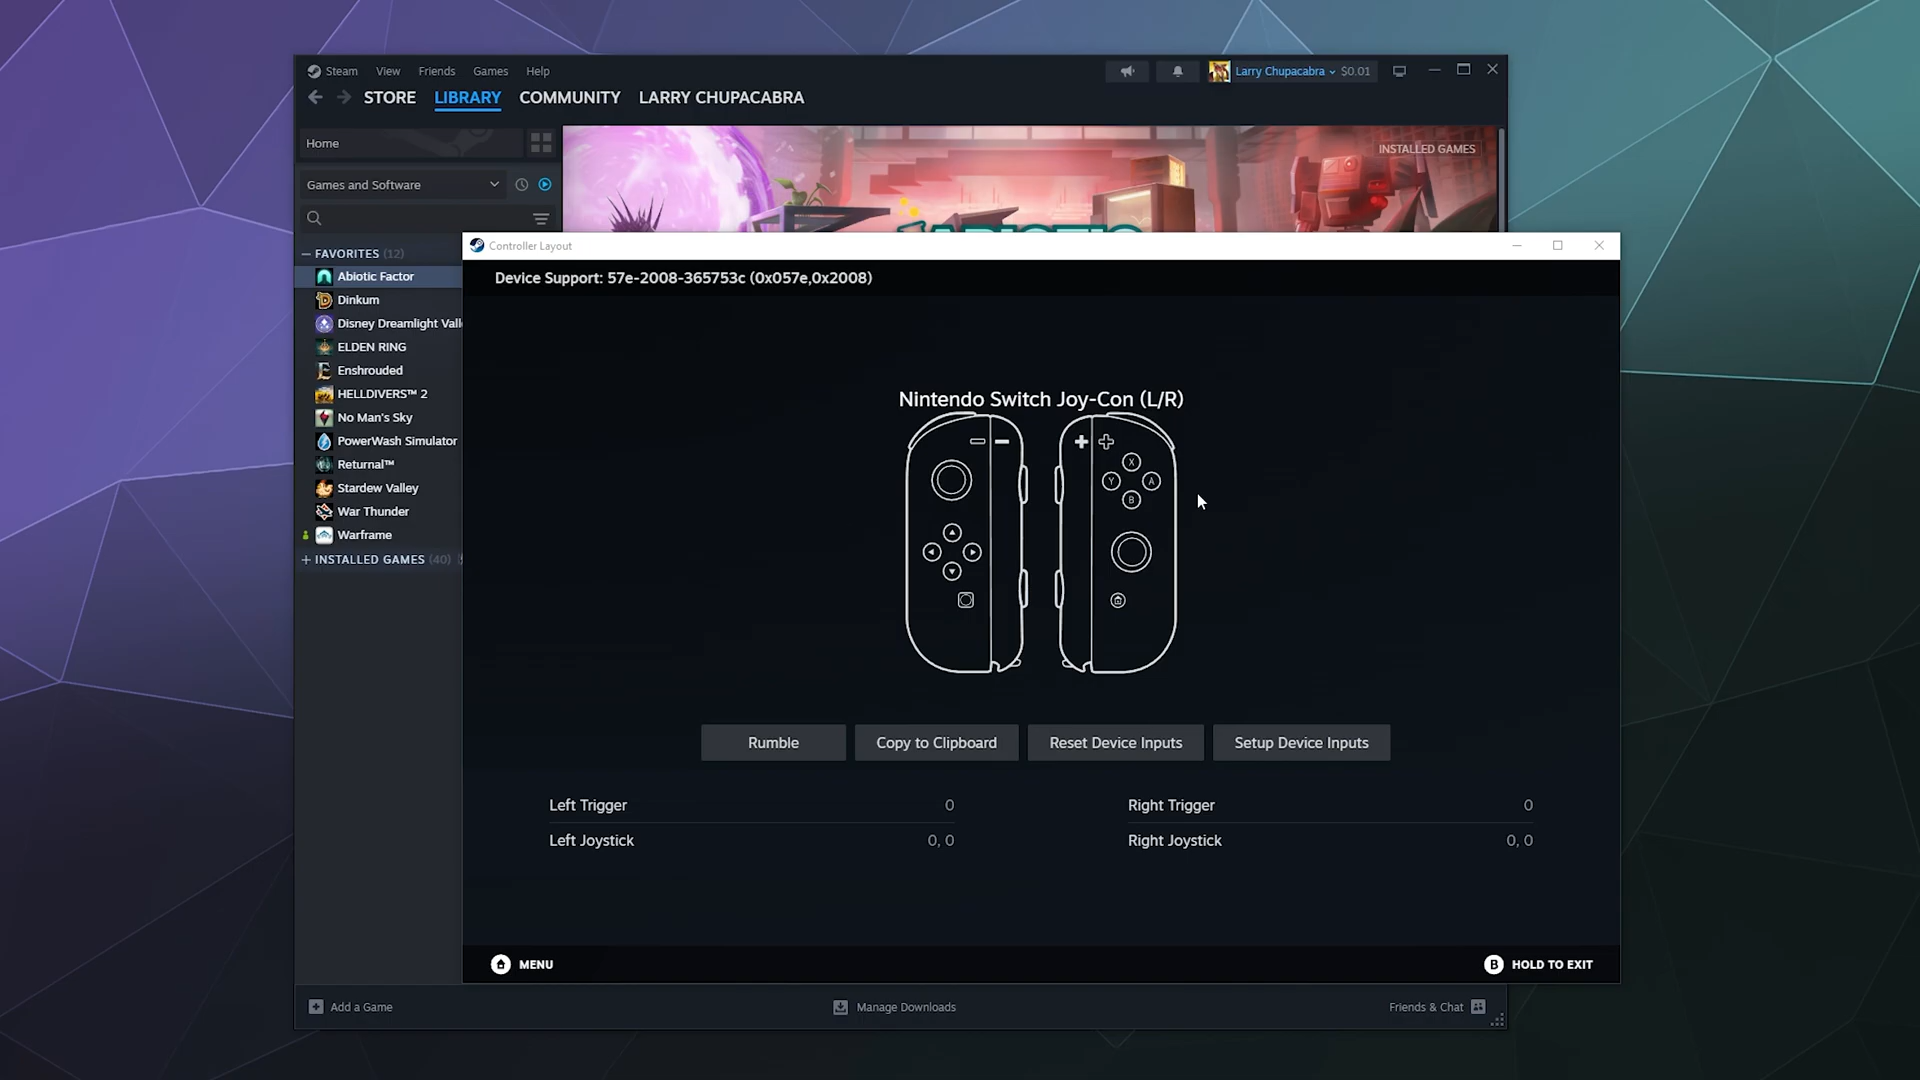 Steam View Friends Games Help
Larry Chupacabra $0.01
STORE LIBRARY COMMUNITY LARRY CHUPACABRA
Home
INSTALLED GAMES
Games and Software
FAVORITES (12)
Controller Layout
Device Support: 57e-2008-365753c (0x057e,0x2008)
Abiotic Factor
Dinkum
Disney Dreamlight Vall
ELDEN RING
Enshrouded
HELLDIVERS™ 2
No Man's Sky
PowerWash Simulator
Returnal™
Stardew Valley
War Thunder
Warframe
INSTALLED GAMES (40)
Nintendo Switch Joy-Con (L/R)
X
Y A
B
Rumble Copy to Clipboard Reset Device Inputs Setup Device Inputs
Left Trigger 0 Right Trigger 0
Left Joystick 0, 0 Right Joystick 0, 0
MENU B HOLD TO EXIT
Add a Game Manage Downloads Friends & Chat